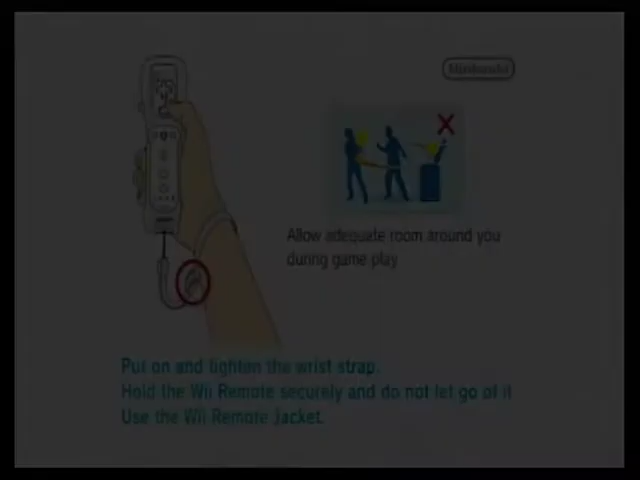 Nintendo
Allow adequate room around you
during game play
Put on and tighten the wrist strap.
Hold the Wii Remote securely and do not let go of it
Use the Wii Remote Jacket.